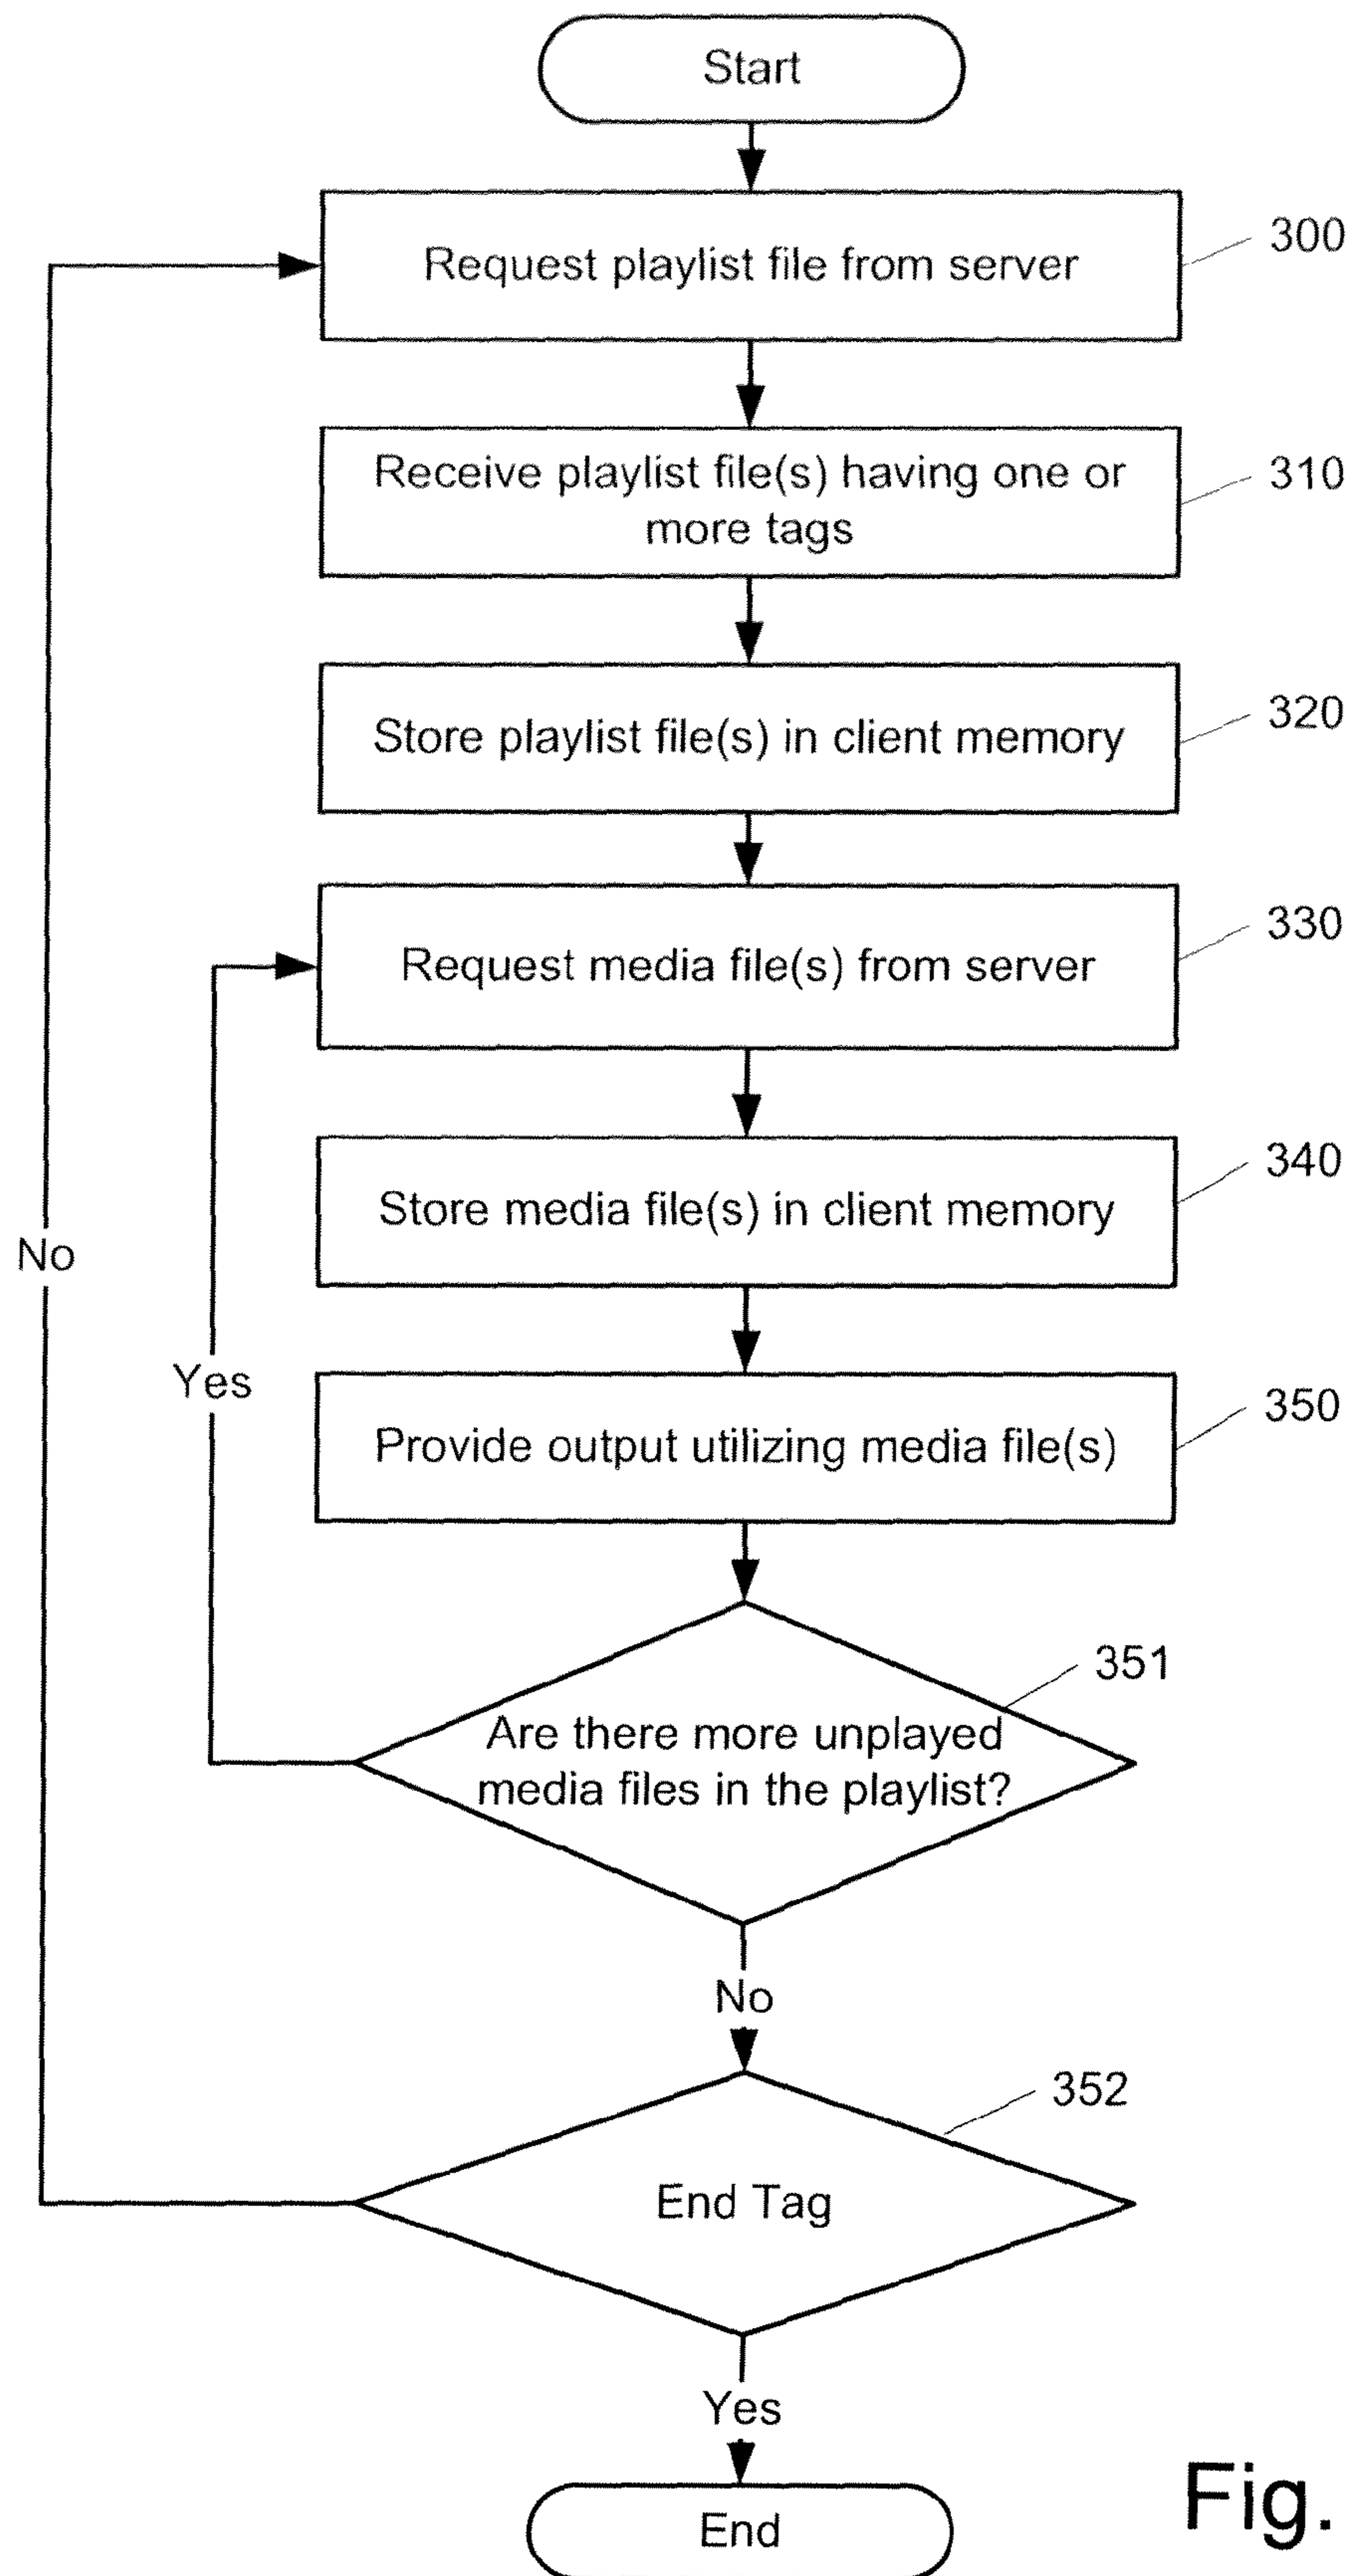 Start
Request playlist file from server
300
Receive playlist file(s) having one or
more tags
310
Store playlist file(s) in client memory
320
Request media file(s) from server
330
Store media file(s) in client memory
340
No
Yes
Provide output utilizing media file(s)
350
351
Are there more unplayed
media files in the playlist?
No
352
End Tag
Yes
End
Fig.